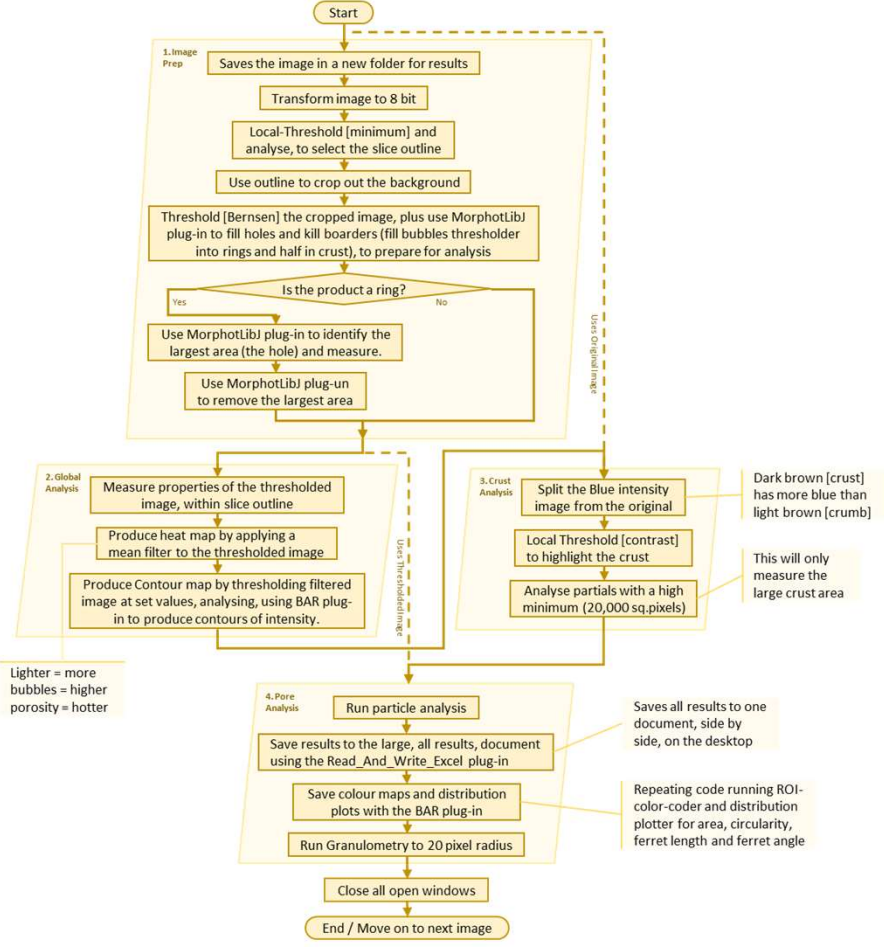 Start
1. Image
Prep
Saves the image in a new folder for results
Transform image to 8 bit
Local-Threshold [minimum] and
analyse, to select the slice outline
Use outline to crop out the background
Threshold [Bernsen] the cropped image, plus use MorphotLibJ
plug-in to fill holes and kill boarders (fill bubbles thresholder
into rings and half in crust), to prepare for analysis
Is the product a ring?
Yes
No
Use MorphotLibJ plug-in to identify the
largest area (the hole) and measure.
Use MorphotLibJ plug-un
to remove the largest area
Uses Original Image
2. Global
Analysis
Measure properties of the thresholded
image, within slice outline
Produce heat map by applying a
mean filter to the thresholded image
Produce Contour map by thresholding filtered
image at set values, analysing, using BAR plug-
in to produce contours of intensity.
Lighter = more
bubbles = higher
porosity = hotter
Uses Thresholded Image
3. Crust
Analysis
Split the Blue intensity
image from the original
Local Threshold [contrast]
to highlight the crust
Analyse partials with a high
minimum (20,000 sq.pixels)
Dark brown [crust]
has more blue than
light brown [crumb]
This will only
measure the
large crust area
4. Pore
Analysis
Run particle analysis
Save results to the large, all results, document
using the Read_And_Write_Excel plug-in
Save colour maps and distribution
plots with the BAR plug-in
Run Granulometry to 20 pixel radius
Saves all results to one
document, side by
side, on the desktop
Repeating code running ROI-
color-coder and distribution
plotter for area, circularity,
ferret length and ferret angle
Close all open windows
End / Move on to next image